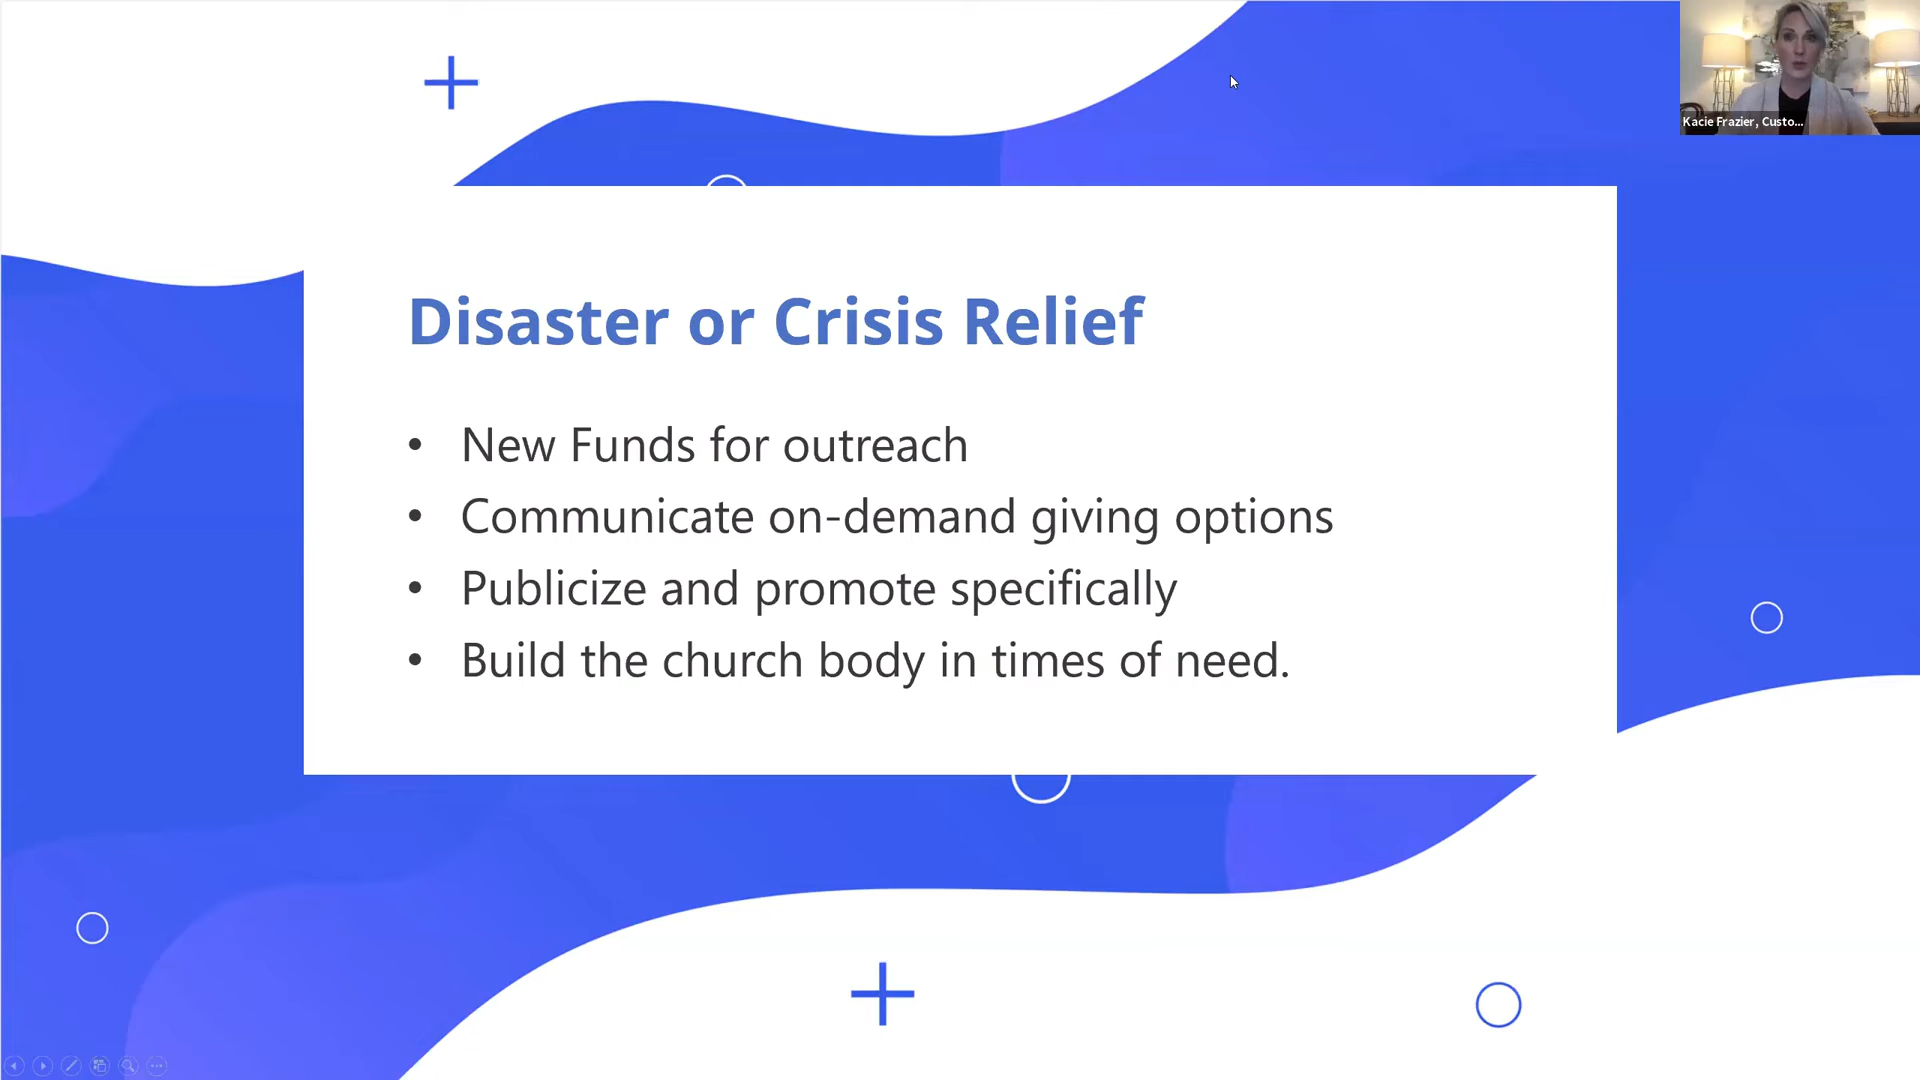 Kacie Frazier, Custo...
Disaster or Crisis Relief
• New Funds for outreach
• Communicate on-demand giving options
• Publicize and promote specifically
• Build the church body in times of need.